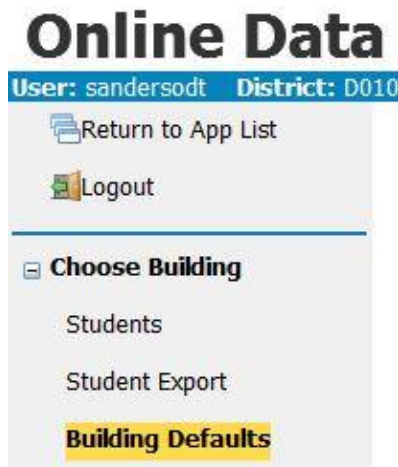 Online Data
User: sandersodt District: D010
Return to App List
Logout
Choose Building
Students
Student Export
Building Defaults